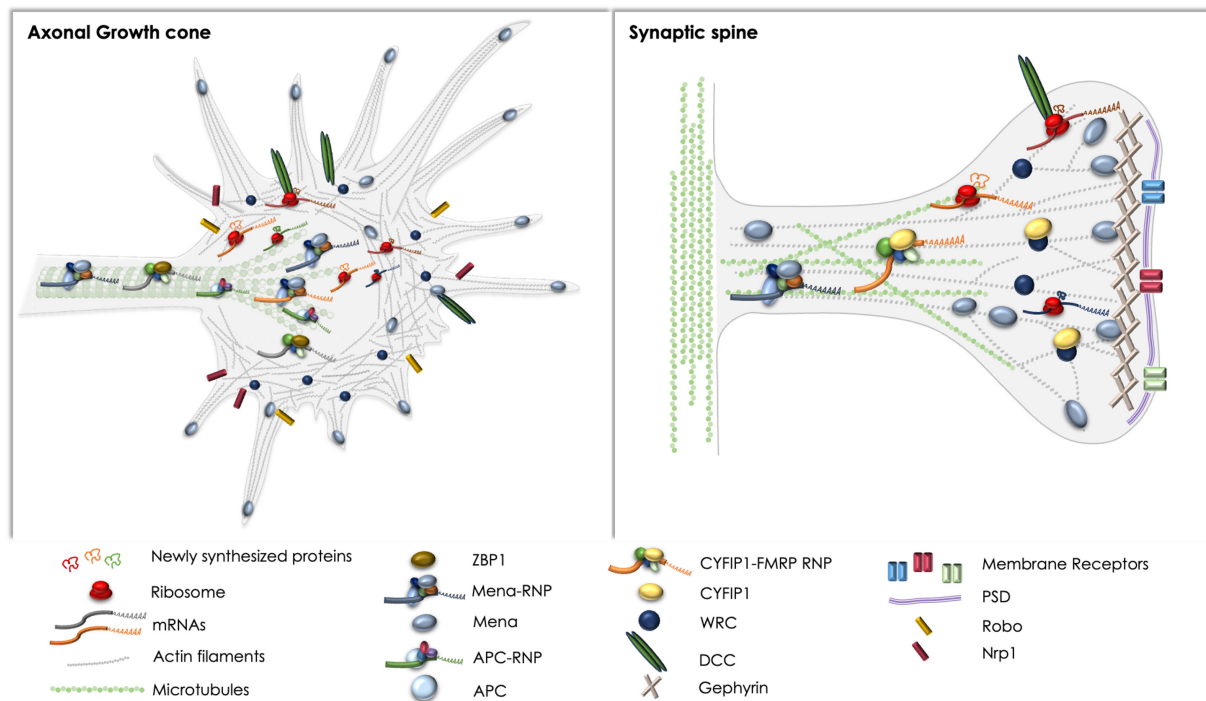 Axonal Growth cone
Synaptic spine
Newly synthesized proteins
Ribosome
mRNAs
Actin filaments
Microtubules
ZBP1
Mena-RNP
Mena
APC-RNP
APC
CYFIP1-FMRP RNP
CYFIP1
WRC
DCC
Gephyrin
Membrane Receptors
PSD
Robo
Nrp1